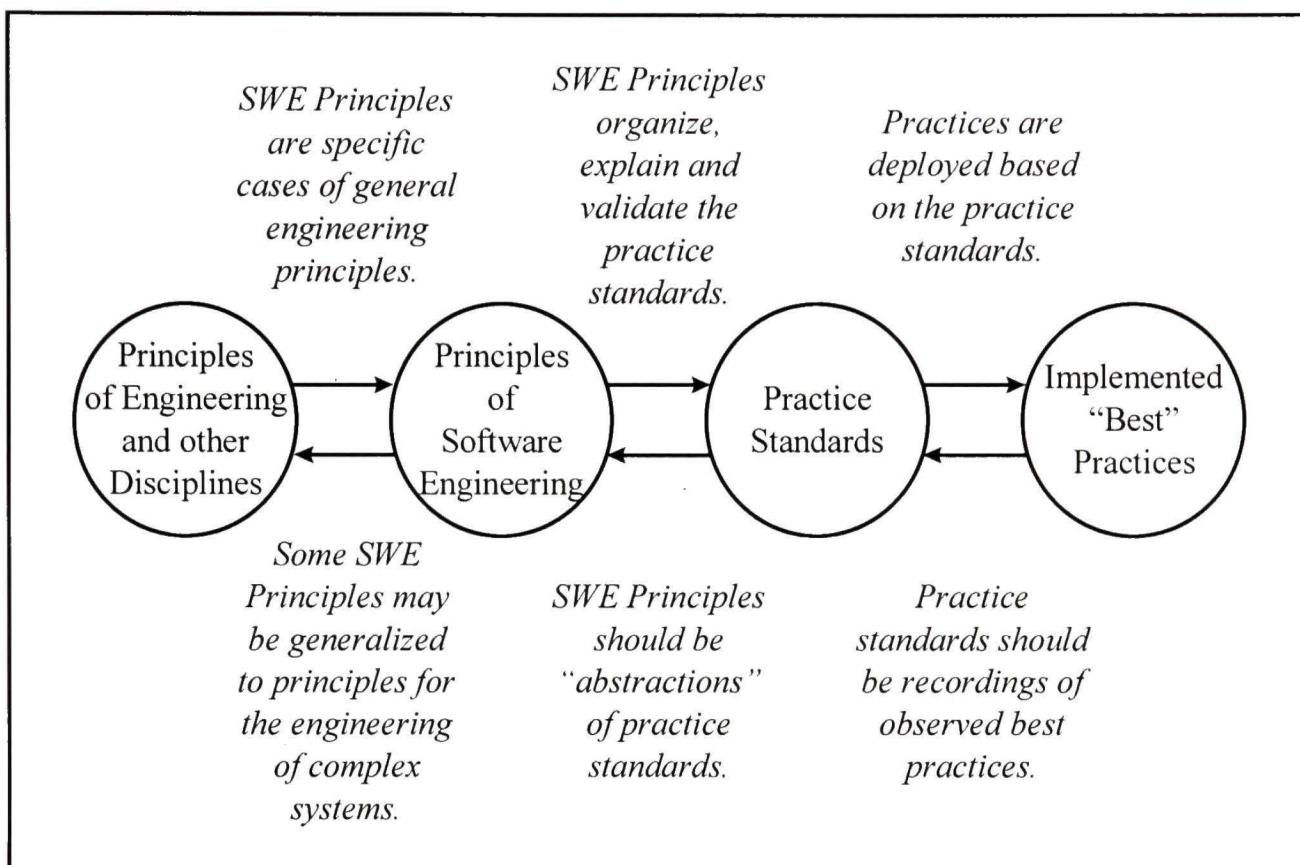 SWE Principles
are specific
cases of general
engineering
principles.
SWE Principles
organize,
explain and
validate the
practice
standards.
Practices are
deployed based
on the practice
standards.
Principles
of Engineering
and other
Disciplines
Principles
of
Software
Engineering
Practice
Standards
Implemented
“Best”
Practices
Some SWE
Principles may
be generalized
to principles for
the engineering
of complex
systems.
SWE Principles
should be
“abstractions”
of practice
standards.
Practice
standards should
be recordings of
observed best
practices.